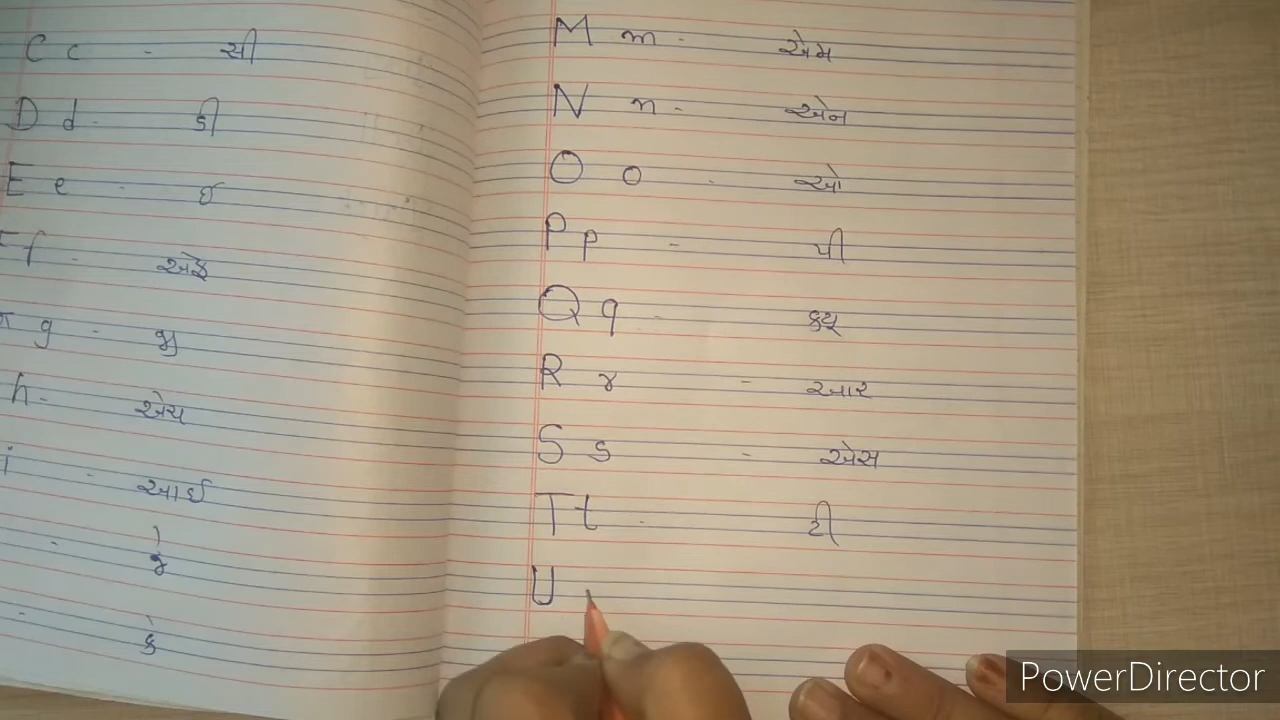 C c - સી
D d - ડી
E e - ઈ
F f - એફ
g - જી
h - એચ
i - આઈ
- જે
- કે
M m - એમ
N n - એન
O o - ઓ
P p - પી
Q q - ક્યૂ
R r - આર
S s - એસ
T t - ટી
U
PowerDirector